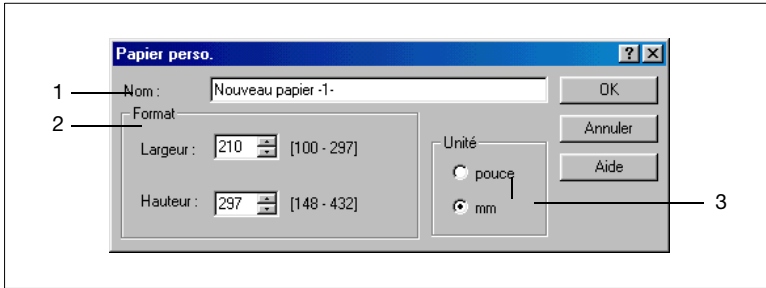 Papier perso.
1
Nom : Nouveau papier -1- OK
2
Format
Annuler
Largeur : 210 [100 - 297]
Unité
Aide
pouce
Hauteur : 297 [148 - 432]
mm
3